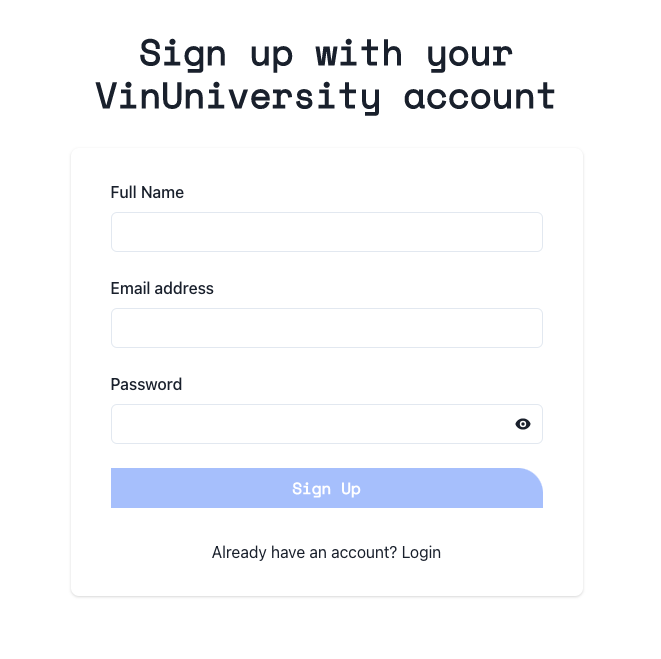 Sign up with your
VinUniversity account
Full Name
Email address
Password
Sign Up
Already have an account? Login